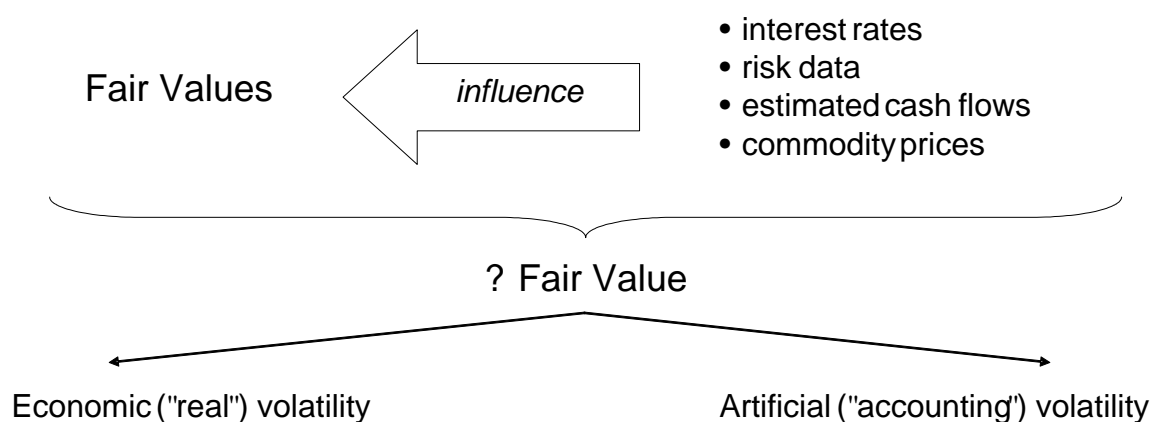 Fair Values
influence
• interest rates
• risk data
• estimated cash flows
• commodity prices
? Fair Value
Economic ("real") volatility
Artificial ("accounting") volatility